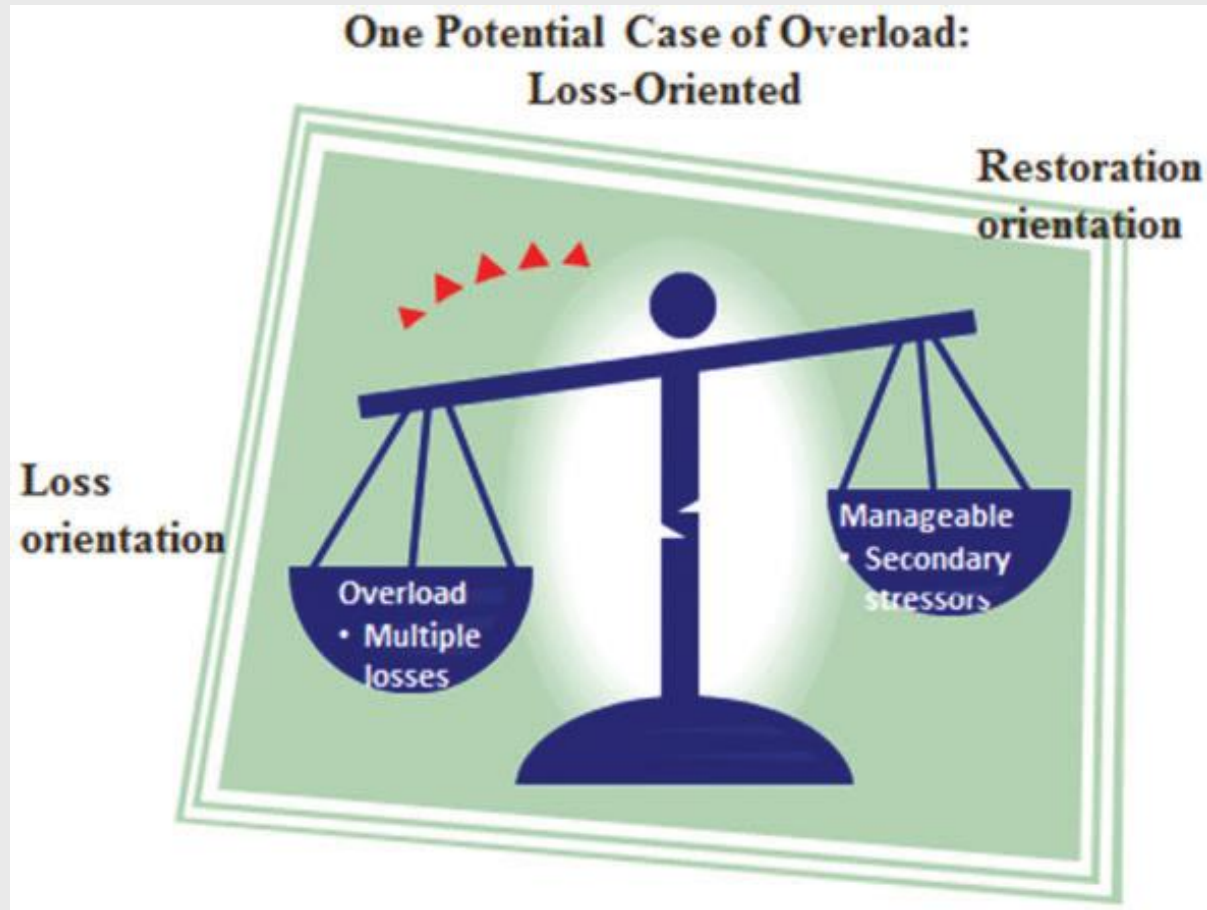 One Potential Case of Overload:
Loss-Oriented
Restoration
orientation
Loss
orientation
Manageable
• Secondary
stressors
Overload
• Multiple
losses